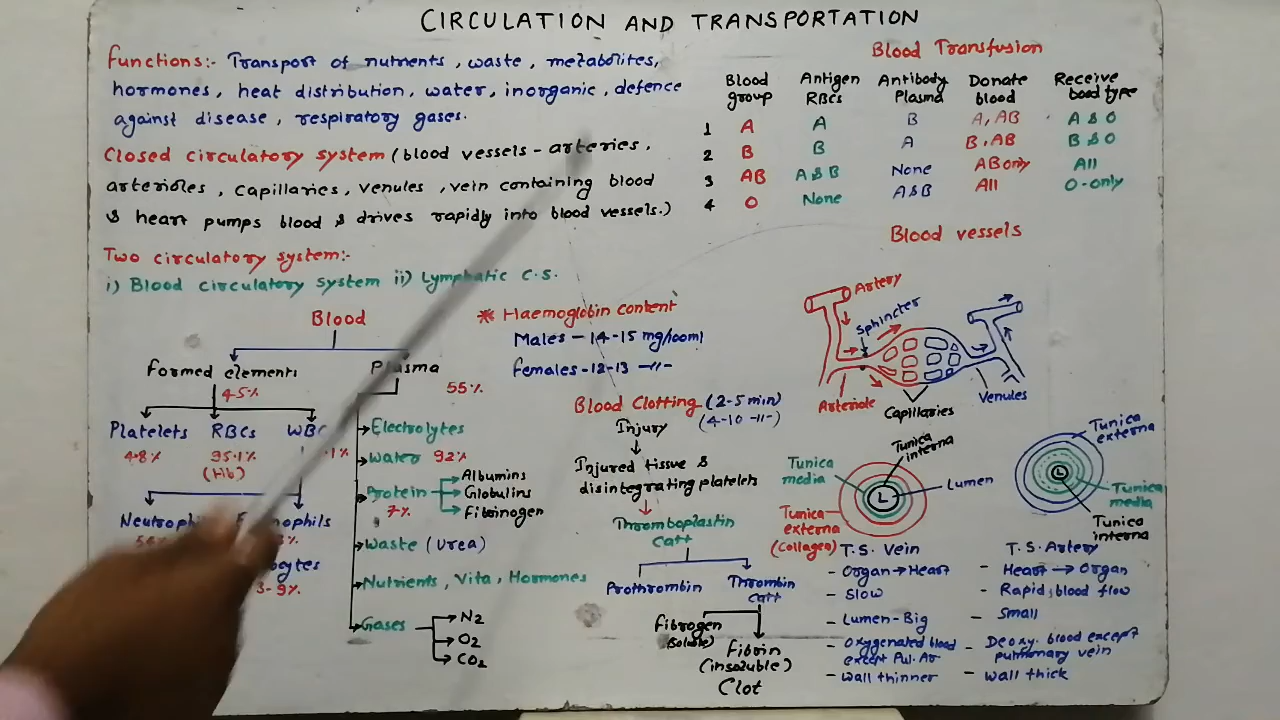 CIRCULATION AND TRANSPORTATION
Functions:- Transport of nutrients, waste, metabolites,
hormones, heat distribution, water, inorganic, defence
against disease, respiratory gases.
Closed circulatory system (blood vessels - arteries,
arterioles, capillaries, venules, vein containing blood
& heart pumps blood & drives rapidly into blood vessels.)
Two circulatory system:-
i) Blood circulatory system ii) Lymphatic C.S.
Blood
Formed elements
45%
Plasma
55%
Platelets RBCs
4.8% 95.1%
(Hb)
.1%
Electrolytes
Water 92%
Protein
7%
Albumins
Globulins
Fibrinogen
Waste (Urea)
Nutrients, Vita, Hormones
Gases
N2
O2
CO2
3-9%
* Haemoglobin content
Males - 14-15 mg/100ml
females - 12-13 -11-
Blood Clotting (2-5 min)
(4-10 -11-)
Injury
Injured tissue &
disintegrating platelets
Thromboplastin
Ca++
Prothrombin
Thrombin
Ca++
Fibrogen
(soluble)
Fibrin
(insoluble)
Clot
Blood Transfusion
Blood group Antigen RBCs Antibody Plasma Donate blood Receive bood type
1 A A B A, AB A & O
2 B B A B, AB B & O
3 AB A & B None AB only All
4 O None A & B All O-only
Blood vessels
Artery
Sphincter
Arteriole
Capillaries
Venules
Tunica
interna
Tunica
media
Lumen
L
Tunica
externa
(Collagen)
Tunica
externa
L
Tunica
media
Tunica
interna
T.S. Vein
- Organ → Heart
- Slow
- Lumen - Big
- Oxygenated blood
except Pul. Ar
- wall thinner
T.S. Artery
- Heart → Organ
- Rapid, blood flow
- Small
- Deoxy. blood except
pulmonary vein
- wall thick